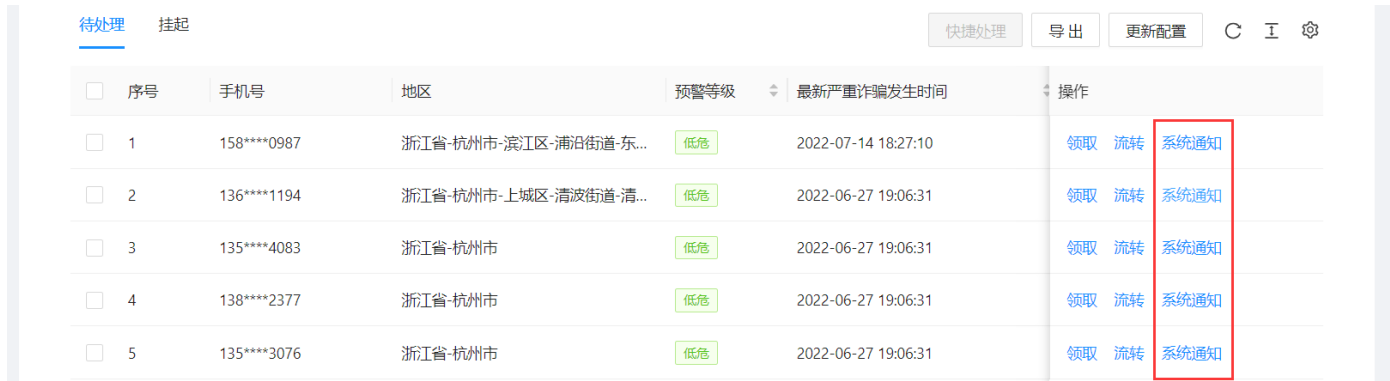 待处理 挂起 快捷处理 导出 更新配置
序号 手机号 地区 预警等级 最新严重诈骗发生时间 操作
1 158****0987 浙江省-杭州市-滨江区-浦沿街道-东... 低危 2022-07-14 18:27:10 领取 流转 系统通知
2 136****1194 浙江省-杭州市-上城区-清波街道-清... 低危 2022-06-27 19:06:31 领取 流转 系统通知
3 135****4083 浙江省-杭州市 低危 2022-06-27 19:06:31 领取 流转 系统通知
4 138****2377 浙江省-杭州市 低危 2022-06-27 19:06:31 领取 流转 系统通知
5 135****3076 浙江省-杭州市 低危 2022-06-27 19:06:31 领取 流转 系统通知